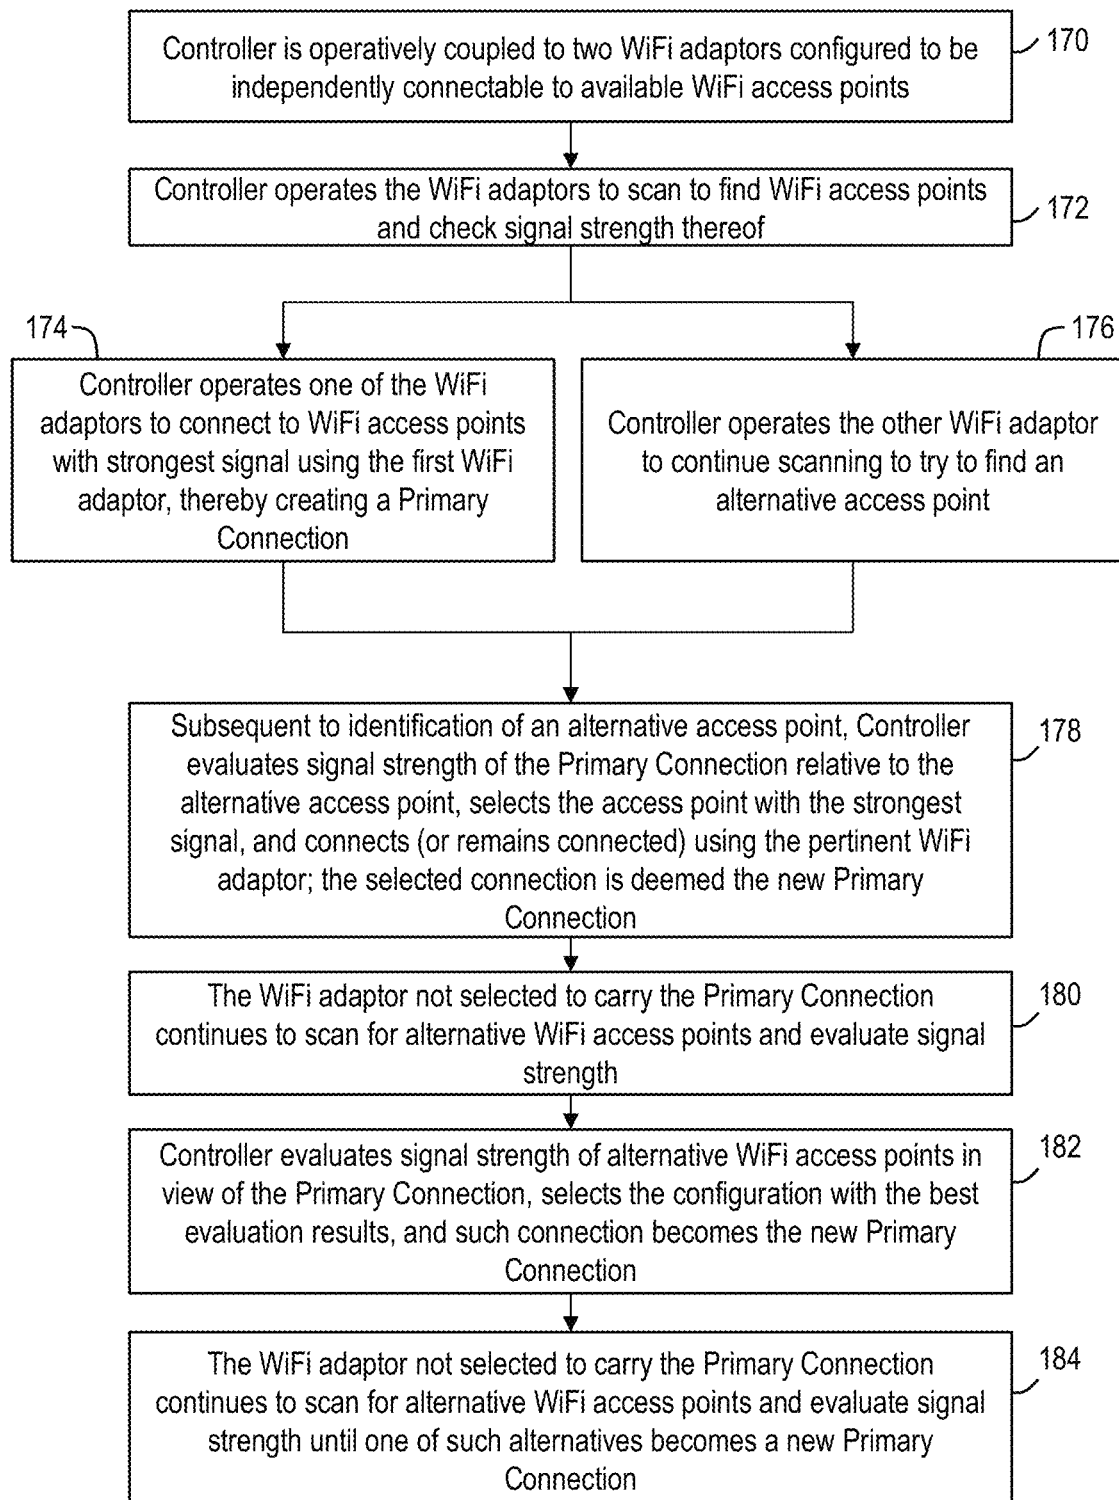 Controller is operatively coupled to two WiFi adaptors configured to be
independently connectable to available WiFi access points
170
Controller operates the WiFi adaptors to scan to find WiFi access points
and check signal strength thereof
172
174
Controller operates one of the WiFi
adaptors to connect to WiFi access points
with strongest signal using the first WiFi
adaptor, thereby creating a Primary
Connection
176
Controller operates the other WiFi adaptor
to continue scanning to try to find an
alternative access point
Subsequent to identification of an alternative access point, Controller
evaluates signal strength of the Primary Connection relative to the
alternative access point, selects the access point with the strongest
signal, and connects (or remains connected) using the pertinent WiFi
adaptor; the selected connection is deemed the new Primary
Connection
178
The WiFi adaptor not selected to carry the Primary Connection
continues to scan for alternative WiFi access points and evaluate signal
strength
180
Controller evaluates signal strength of alternative WiFi access points in
view of the Primary Connection, selects the configuration with the best
evaluation results, and such connection becomes the new Primary
Connection
182
The WiFi adaptor not selected to carry the Primary Connection
continues to scan for alternative WiFi access points and evaluate signal
strength until one of such alternatives becomes a new Primary
Connection
184